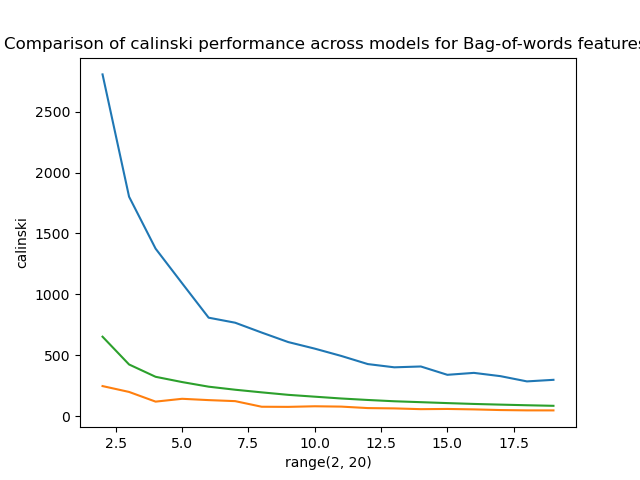 Comparison of calinski performance across models for Bag-of-words features
calinski
2500
2000
1500
1000
500
0
2.5 5.0 7.5 10.0 12.5 15.0 17.5
range(2, 20)